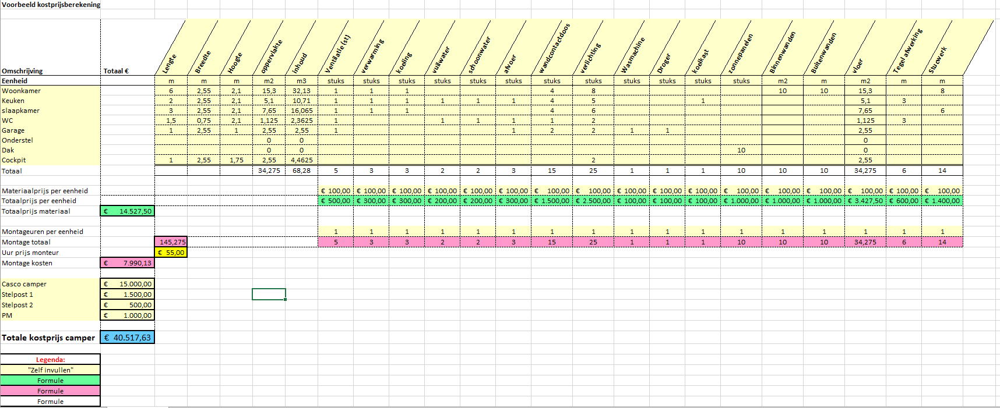 Voorbeeld kostprijsberekening
Omschrijving Totaal € Lengte Breedte Hoogte oppervlakte inhoud Ventilatie (st) verwarming koeling vuilwater schoonwater afvoer wandcontactdoos verlichting Wasmachine Droger koelkast zonnepanelen Binnenwanden Buitenwanden vloer Tegel afwerking Stucwerk
Eenheid m m m m2 m3 stuks stuks stuks stuks stuks stuks stuks stuks stuks stuks stuks stuks m2 m m2 m m
Woonkamer 6 2,55 2,1 15,3 32,13 1 1 1 4 8 10 10 15,3 8
Keuken 2 2,55 2,1 5,1 10,71 1 1 1 1 1 1 4 5 1 5,1 3
slaapkamer 3 2,55 2,1 7,65 16,065 1 1 1 4 6 7,65 6
WC 1,5 0,75 2,1 1,125 2,3625 1 1 1 1 1 2 1,125 3
Garage 1 2,55 1 2,55 2,55 1 1 2 2 1 1 2,55
Onderstel 0 0 0
Dak 0 0 10 0
Cockpit 1 2,55 1,75 2,55 4,4625 2 2,55
Totaal 34,275 68,28 5 3 3 2 2 3 15 25 1 1 1 10 10 10 34,275 6 14
Materiaalprijs per eenheid € 100,00 € 100,00 € 100,00 € 100,00 € 100,00 € 100,00 € 100,00 € 100,00 € 100,00 € 100,00 € 100,00 € 100,00 € 100,00 € 100,00 € 100,00 € 100,00 € 100,00
Totaalprijs per eenheid € 500,00 € 300,00 € 300,00 € 200,00 € 200,00 € 300,00 € 1.500,00 € 2.500,00 € 100,00 € 100,00 € 100,00 € 1.000,00 € 1.000,00 € 1.000,00 € 3.427,50 € 600,00 € 1.400,00
Totaalprijs materiaal € 14.527,50
Montageuren per eenheid 1 1 1 1 1 1 1 1 1 1 1 1 1 1 1 1 1
Montage totaal 145,275 5 3 3 2 2 3 15 25 1 1 1 10 10 10 34,275 6 14
Uur prijs monteur € 55,00
Montage kosten € 7.990,13
Casco camper € 15.000,00
Stelpost 1 € 1.500,00
Stelpost 2 € 500,00
PM € 1.000,00
Totale kostprijs camper € 40.517,63
Legenda:
"Zelf invullen"
Formule
Formule
Formule